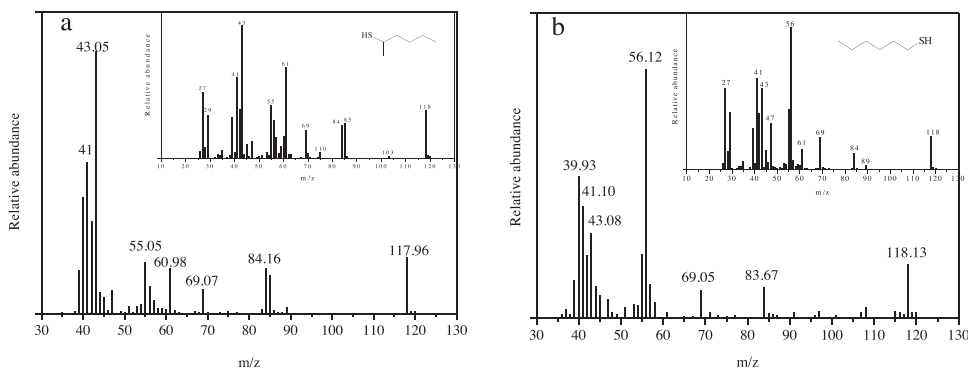 a
43.05
41
55.05
60.98
69.07
84.16
117.96
Relative abundance
30 40 50 60 70 80 90 100 110 120 130
m/z
HS
43
61
41
27
29
55
69
84 85
118
110
103
Relative abundance
10 20 30 40 50 60 70 80 90 100 110 120 130
m/z
b
56.12
39.93
41.10
43.08
69.05
83.67
118.13
Relative abundance
30 40 50 60 70 80 90 100 110 120 130
m/z
SH
56
41
27
43
47
61
69
84
89
118
Relative abundance
10 20 30 40 50 60 70 80 90 100 110 120 130
m/z